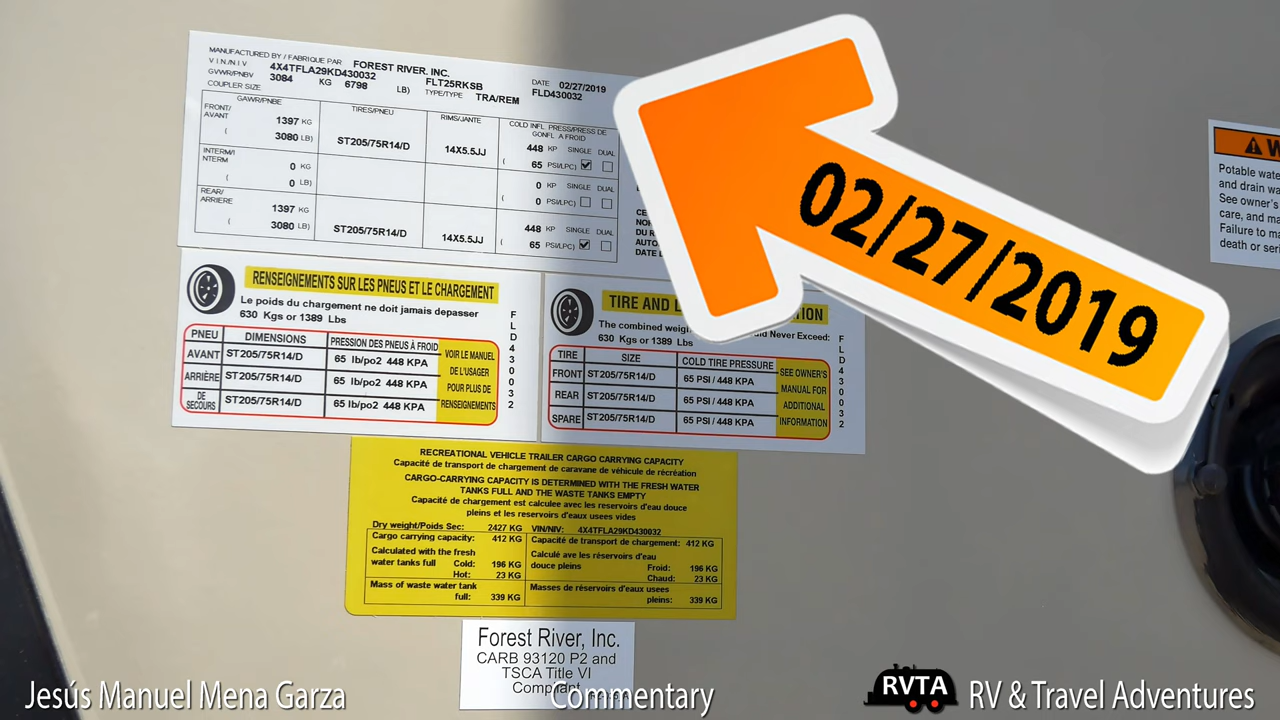 MANUFACTURED BY / FABRIQUE PAR FOREST RIVER. INC.
V I N / N I V 4X4TFLA29KD430032 DATE 02/27/2019
GVWR/PNBV 3084 KG 6798 LB) FLT25RKSB FLD430032
COUPLER SIZE TYPE/TYPE TRA/REM
GAWR/PNBE TIRES/PNEU RIMS/JANTE COLD INFL PRESS/PRESS DE
GONFL A FROID
FRONT/
AVANT
1397 KG
( 3080 LB)
ST205/75R14/D
14X5.5JJ
448 KP SINGLE DUAL
( 65 PSI/LPC)
INTERM/I
NTERM
0 KG
( 0 LB)
0 KP SINGLE DUAL
( 0 PSI/LPC)
REAR/
ARRIERE
1397 KG
( 3080 LB)
ST205/75R14/D
14X5.5JJ
448 KP SINGLE DUAL
( 65 PSI/LPC)
DU R
AUTO
DATE
02/27/2019
RENSEIGNEMENTS SUR LES PNEUS ET LE CHARGEMENT
Le poids du chargement ne doit jamais depasser
630 Kgs or 1389 Lbs
PNEU DIMENSIONS PRESSION DES PNEUS À FROID
AVANT ST205/75R14/D 65 lb/po2 448 KPA
ARRIÈRE ST205/75R14/D 65 lb/po2 448 KPA
DE
SECOURS ST205/75R14/D 65 lb/po2 448 KPA
VOIR LE MANUEL
DE L'USAGER
POUR PLUS DE
RENSEIGNEMENTS
FLD430032
TIRE AND
The combined Never Exceed:
630 Kgs or 1389 Lbs
TIRE SIZE COLD TIRE PRESSURE
FRONT ST205/75R14/D 65 PSI / 448 KPA
REAR ST205/75R14/D 65 PSI / 448 KPA
SPARE ST205/75R14/D 65 PSI / 448 KPA
SEE OWNER'S
MANUAL FOR
ADDITIONAL
INFORMATION
FLD430032
RECREATIONAL VEHICLE TRAILER CARGO CARRYING CAPACITY
Capacité de transport de chargement de caravane de véhicule de récréation
CARGO-CARRYING CAPACITY IS DETERMINED WITH THE FRESH WATER
TANKS FULL AND THE WASTE TANKS EMPTY
Capacité de chargement est calculee avec les reservoirs d'eau douce
pleins et les reservoirs d'eaux usees vides
Dry weight/Poids Sec: 2427 KG VIN/NIV: 4X4TFLA29KD430032
Cargo carrying capacity: 412 KG Capacité de transport de chargement: 412 KG
Calculated with the fresh
water tanks full Cold: 196 KG
Hot: 23 KG
Calculé ave les réservoirs d'eau
douce pleins Froid: 196 KG
Chaud: 23 KG
Mass of waste water tank
full: 339 KG
Masses de réservoirs d'eaux usees
pleins: 339 KG
Forest River, Inc.
CARB 93120 P2 and
TSCA Title VI
Compliant
Potable wate
and drain wa
See owner's
care, and ma
Failure to ma
death or seri
Jesús Manuel Mena Garza
Commentary
RVTA
RV & Travel Adventures